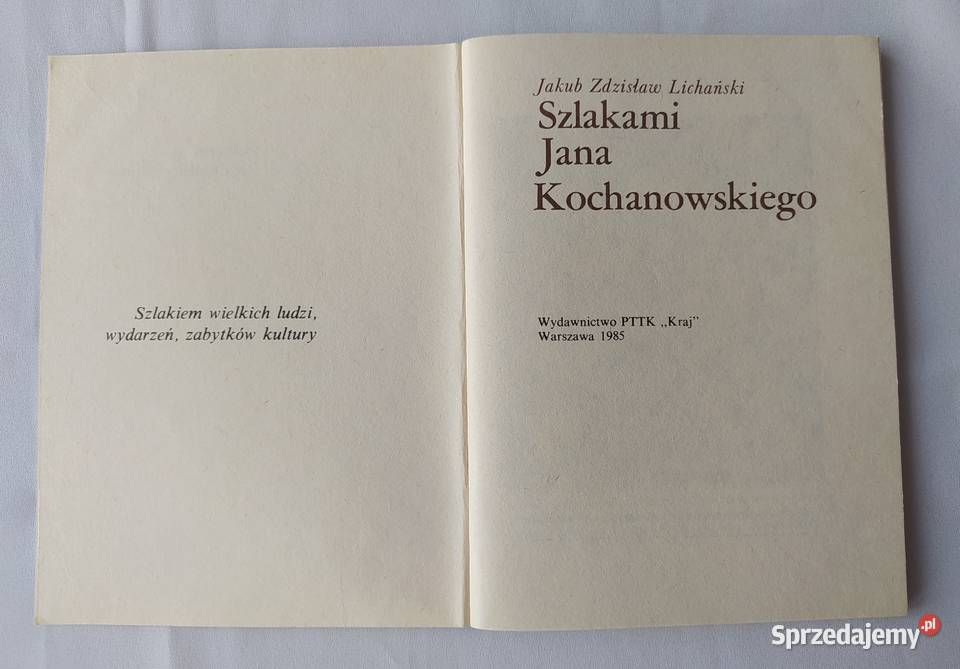 Szlakiem wielkich ludzi,
wydarzeń, zabytków kultury
Jakub Zdzisław Lichański
Szlakami
Jana
Kochanowskiego
Wydawnictwo PTTK „Kraj”
Warszawa 1985
Sprzedajemy.pl